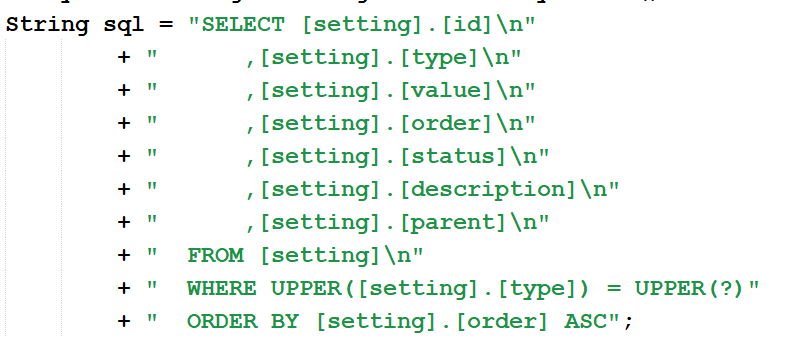 String sql = "SELECT [setting].[id]\n"
+ "      ,[setting].[type]\n"
+ "      ,[setting].[value]\n"
+ "      ,[setting].[order]\n"
+ "      ,[setting].[status]\n"
+ "      ,[setting].[description]\n"
+ "      ,[setting].[parent]\n"
+ "  FROM [setting]\n"
+ "  WHERE UPPER([setting].[type]) = UPPER(?)"
+ "  ORDER BY [setting].[order] ASC";